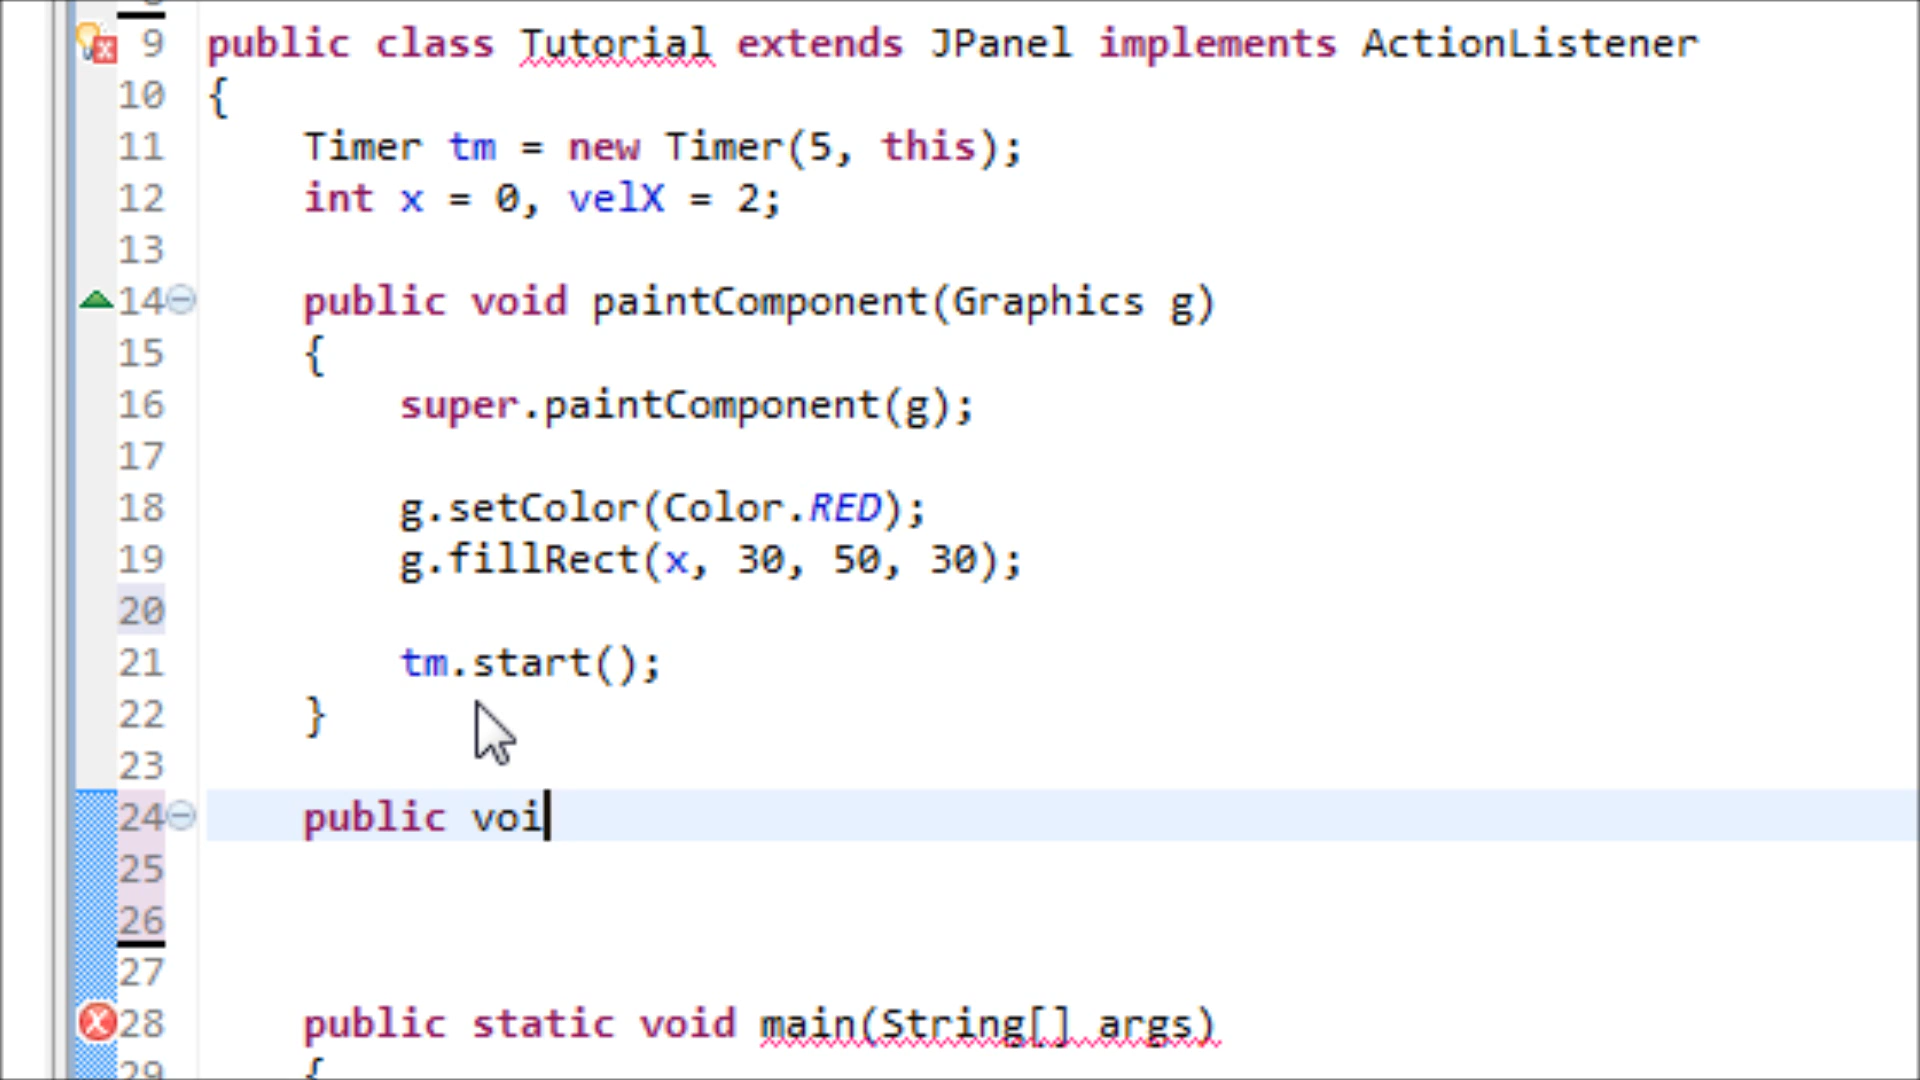 9 public class Tutorial extends JPanel implements ActionListener
10 {
11 Timer tm = new Timer(5, this);
12 int x = 0, velX = 2;
13
14 public void paintComponent(Graphics g)
15 {
16 super.paintComponent(g);
17
18 g.setColor(Color.RED);
19 g.fillRect(x, 30, 50, 30);
20
21 tm.start();
22 }
23
24 public voi
25
26
27
28 public static void main(String[] args)
29 {